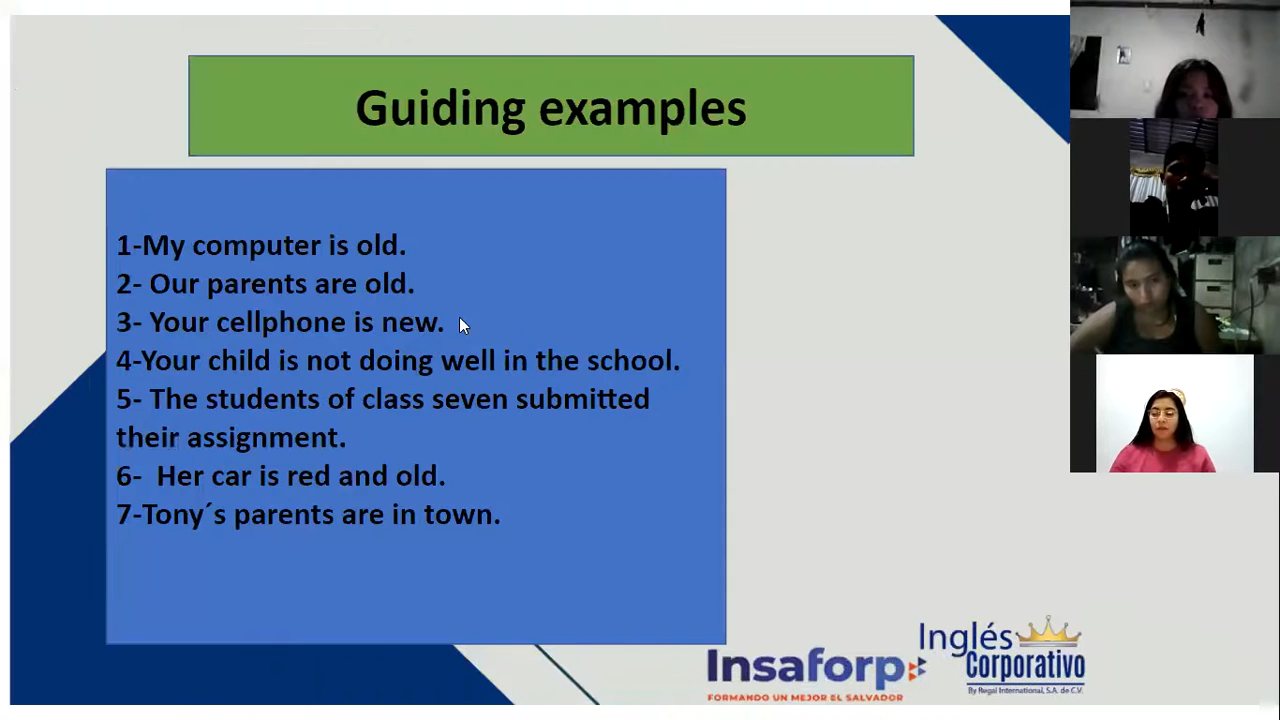 Guiding examples
1-My computer is old.
2- Our parents are old.
3- Your cellphone is new.
4-Your child is not doing well in the school.
5- The students of class seven submitted
their assignment.
6-  Her car is red and old.
7-Tony´s parents are in town.
Insaforp
FORMANDO UN MEJOR EL SALVADOR
Inglés
Corporativo
By Regal International, S.A. de C.V.